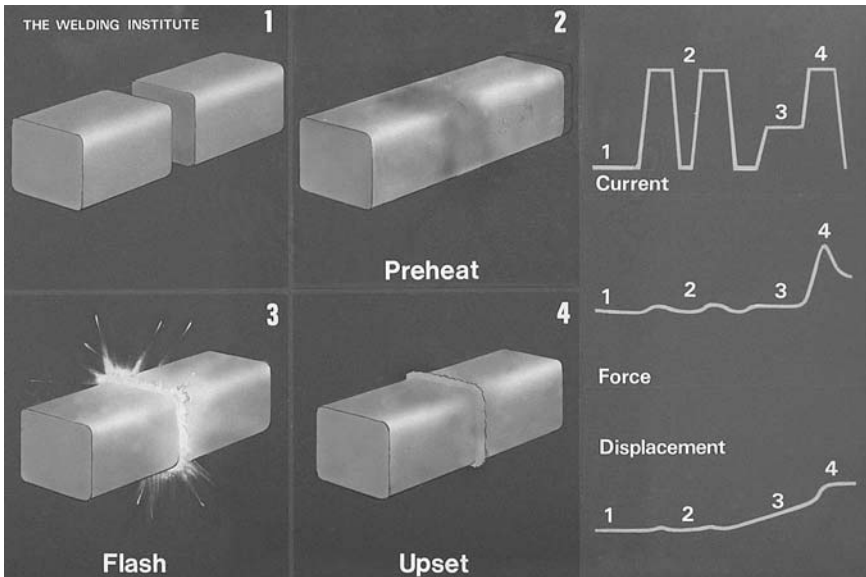 THE WELDING INSTITUTE
1
2
Preheat
3
Flash
4
Upset
1
2
3
4
Current
1
2
3
4
Force
Displacement
1
2
3
4